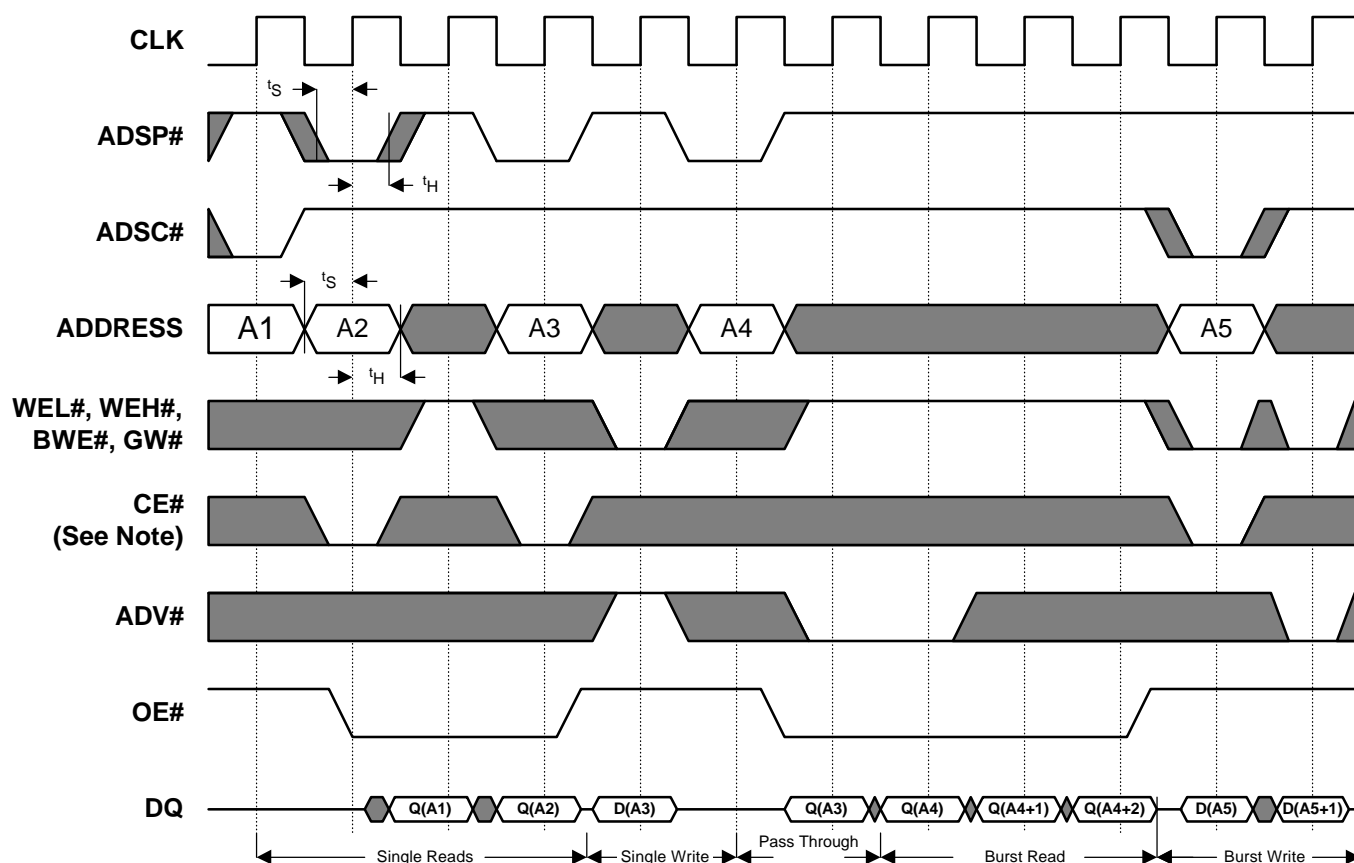 CLK
tS
ADSP#
tH
ADSC#
tS
ADDRESS
A1 A2 A3 A4 A5
tH
WEL#, WEH#,
BWE#, GW#
CE#
(See Note)
ADV#
OE#
DQ
Q(A1) Q(A2) D(A3) Q(A3) Q(A4) Q(A4+1) Q(A4+2) D(A5) D(A5+1)
Single Reads Single Write Pass Through Burst Read Burst Write